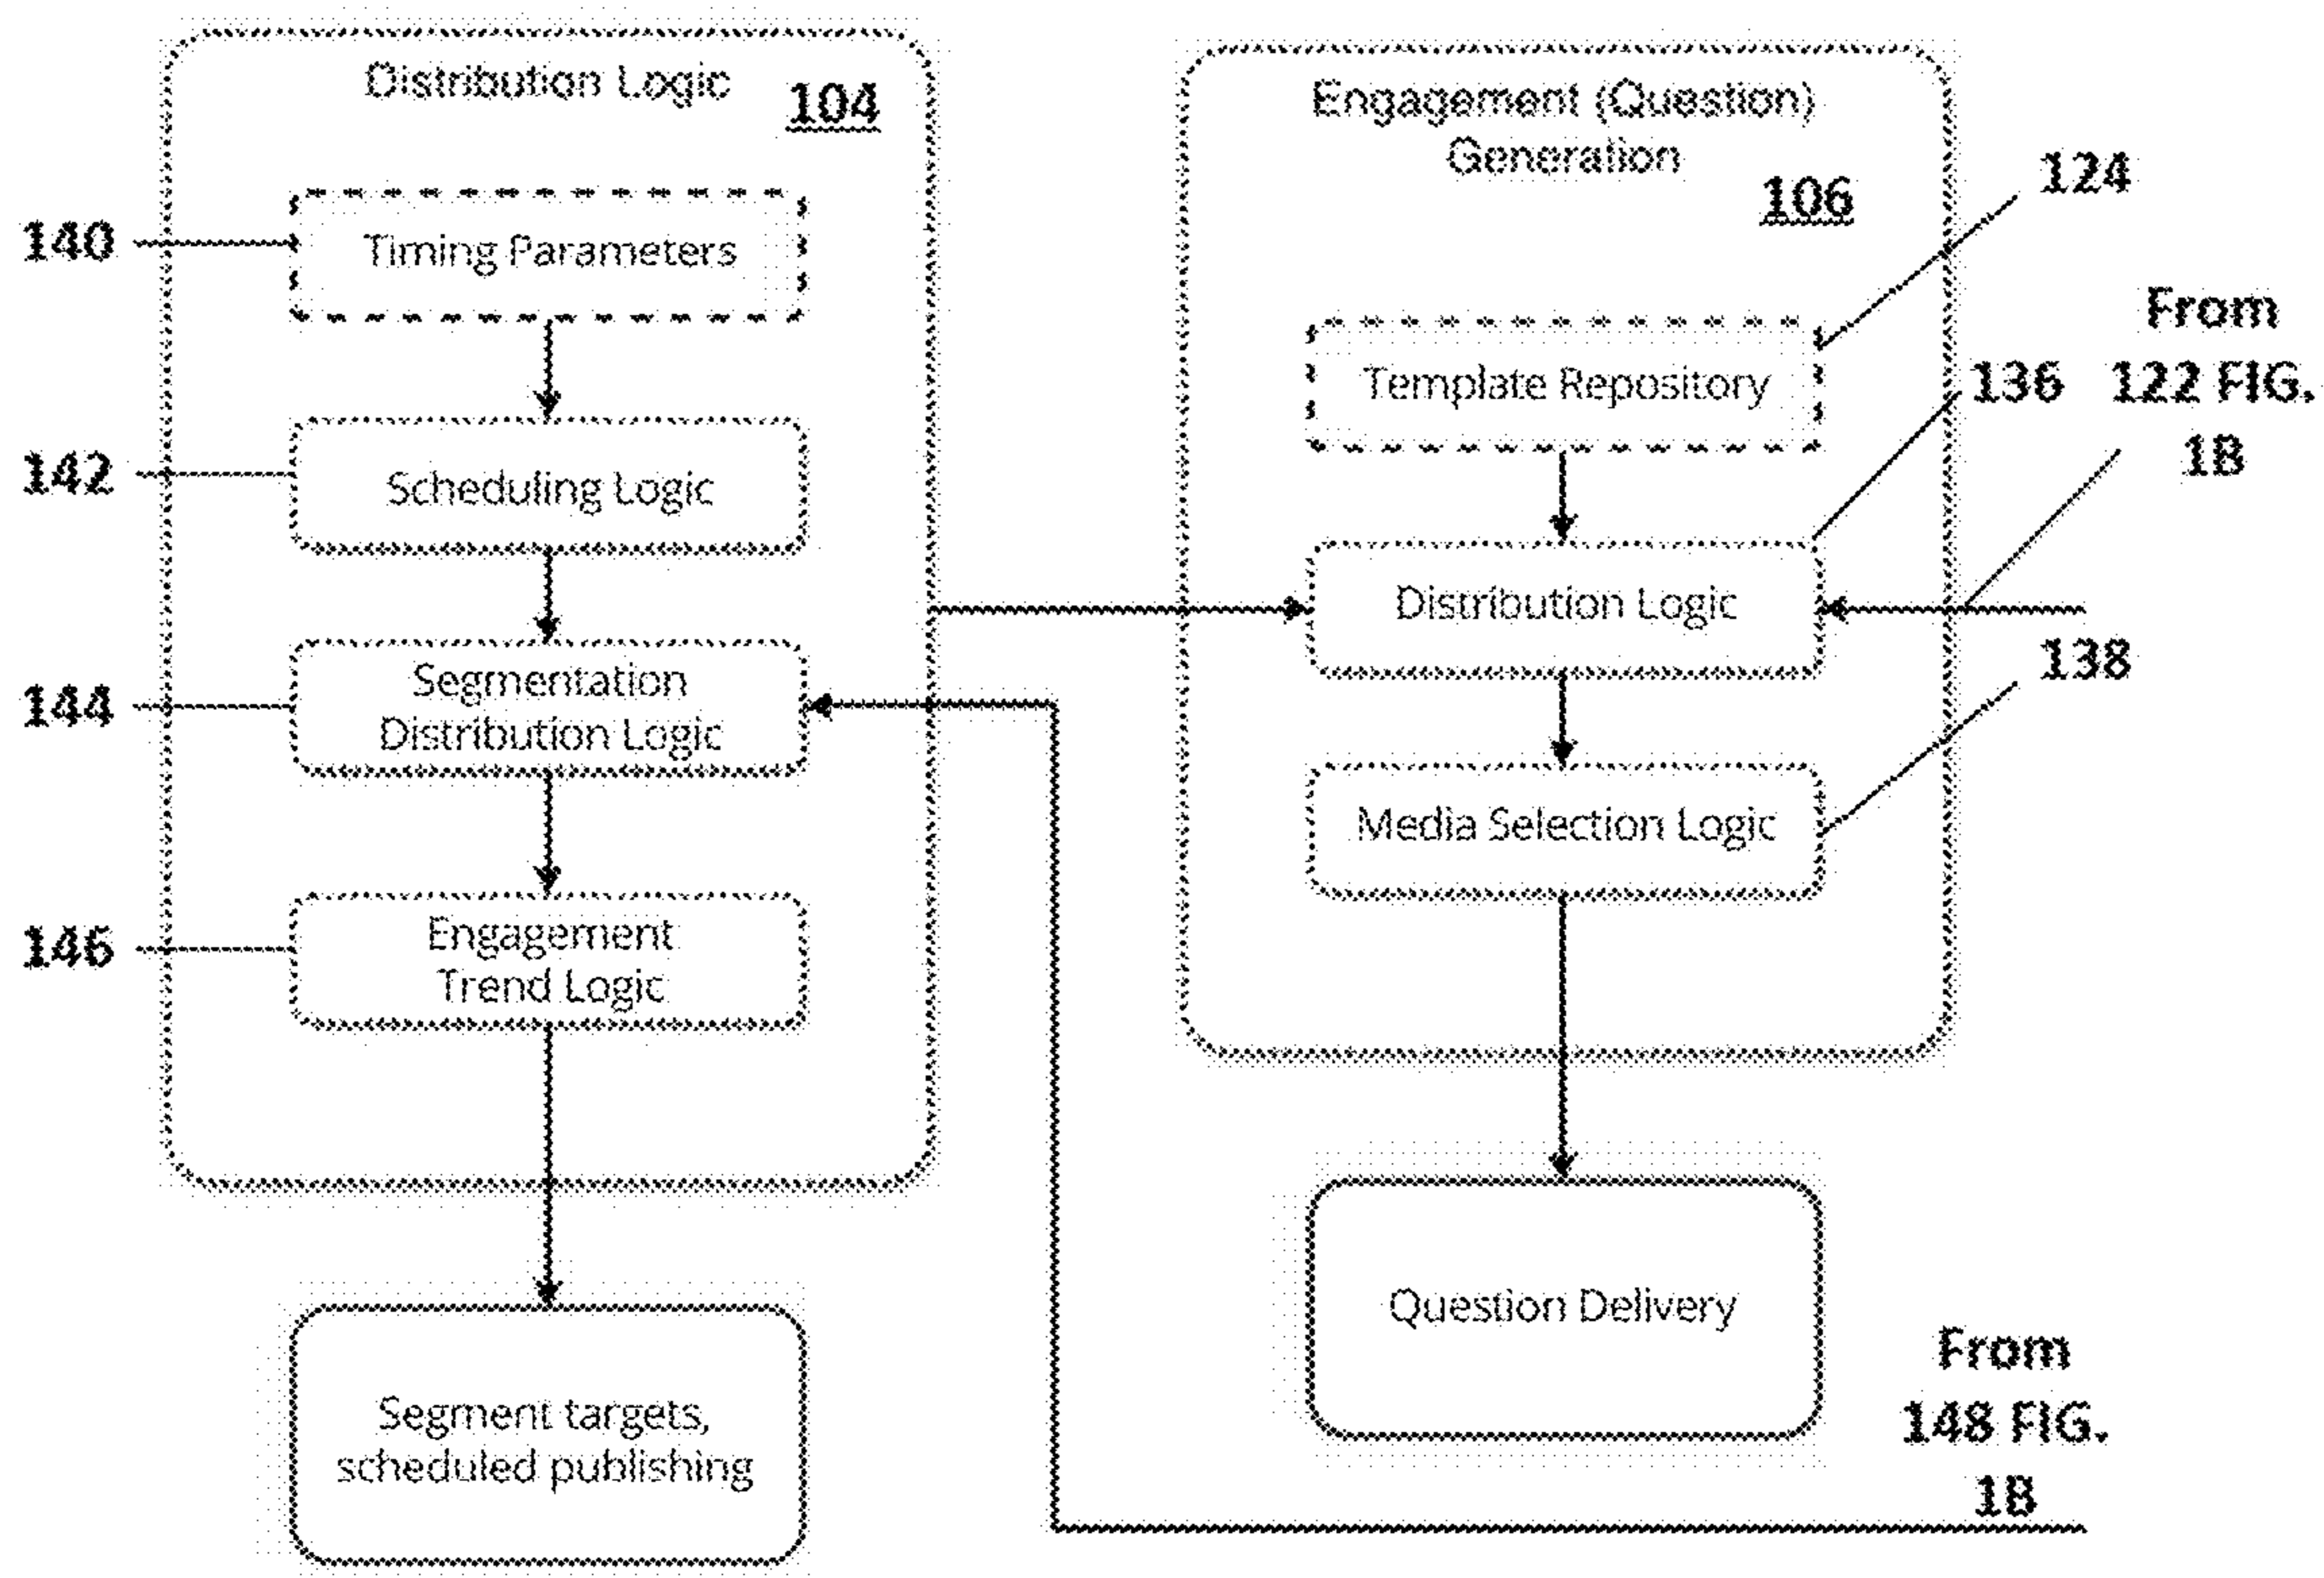 Distribution Logic
104
140
Timing Parameters
142
Scheduling Logic
144
Segmentation
Distribution Logic
146
Engagement
Trend Logic
Segment targets,
scheduled publishing
Engagement (Question)
Generation
106
124
Template Repository
136
From
122 FIG.
1B
Distribution Logic
138
Media Selection Logic
Question Delivery
From
148 FIG.
1B